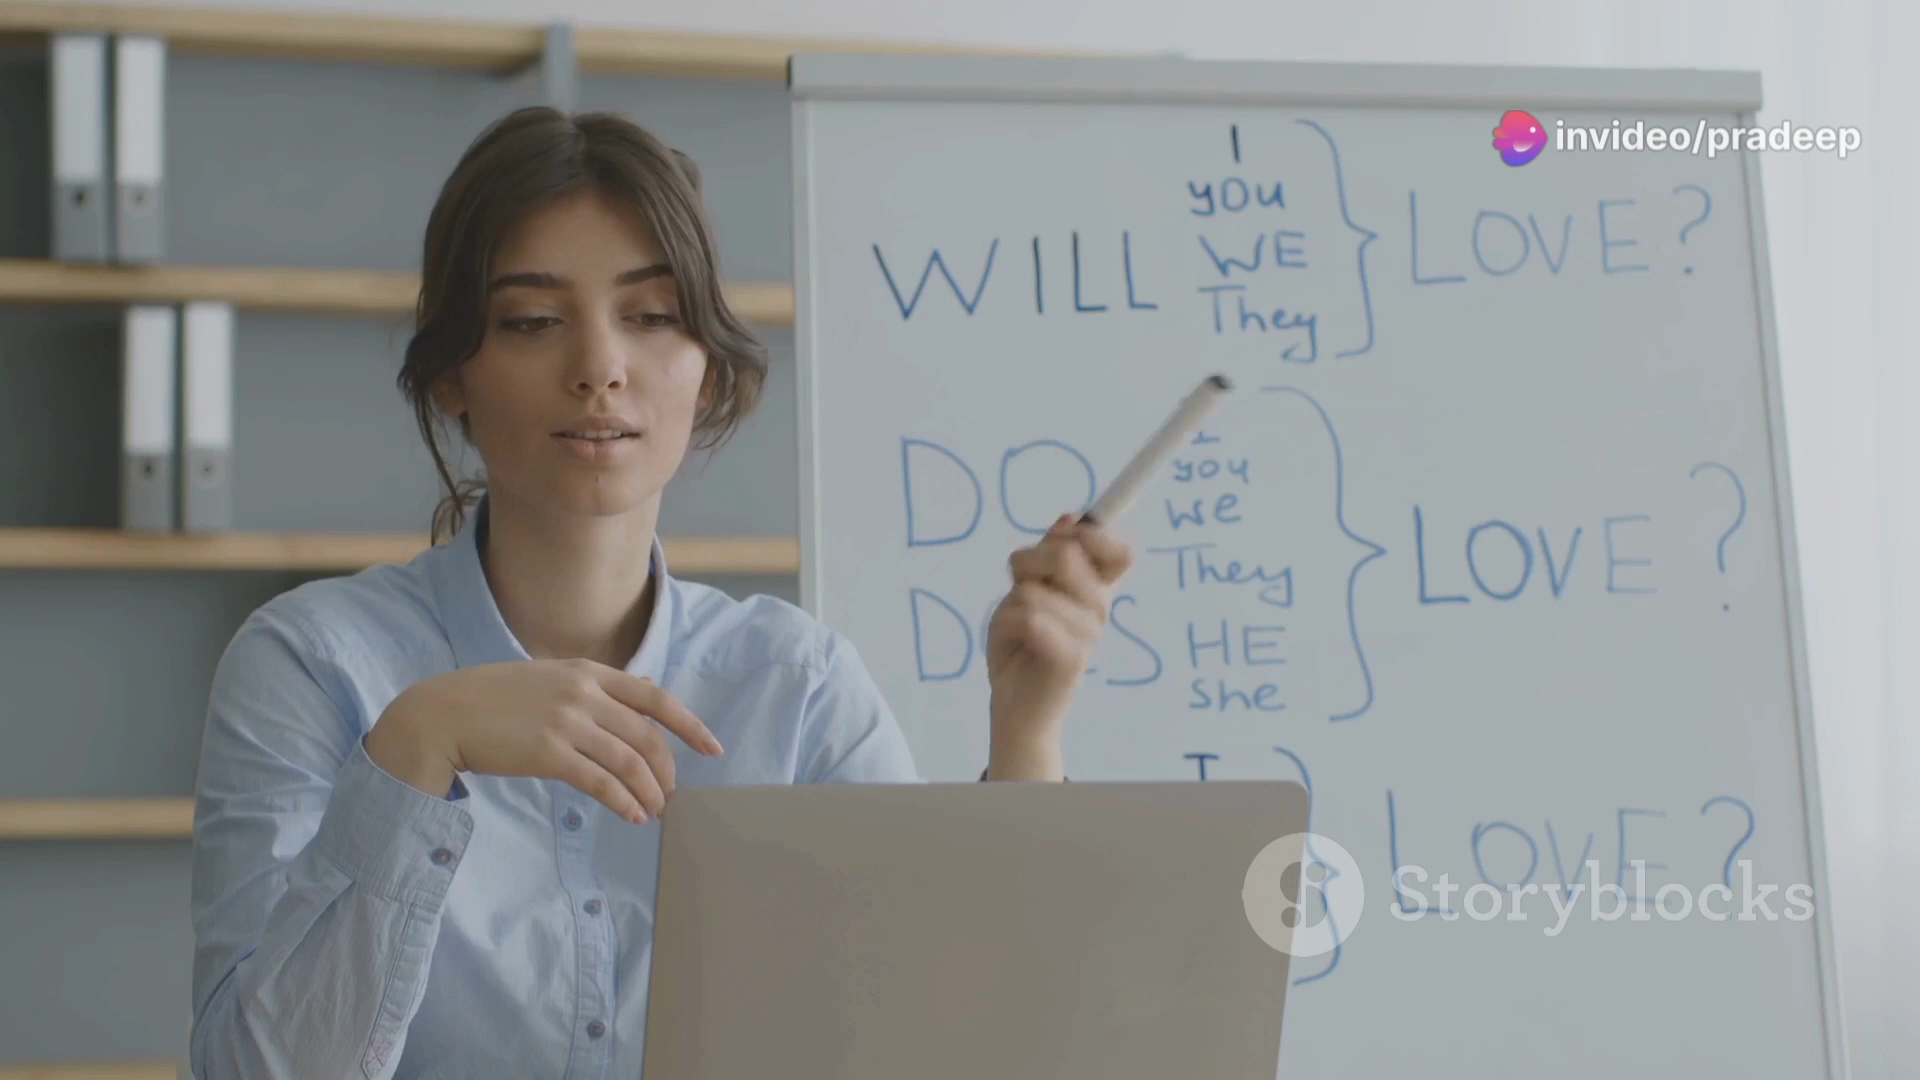 invideo/pradeep
I
you
WILL WE LOVE?
They
I
you
DO we
They LOVE?
DOES HE
she
I
LOVE?
Storyblocks